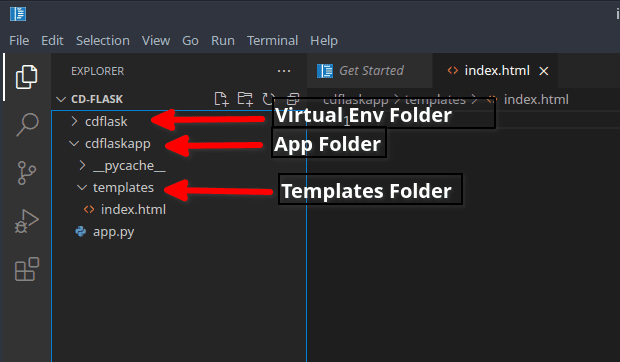 i
File Edit Selection View Go Run Terminal Help
EXPLORER ··· Get Started index.html ×
CD-FLASK cdflaskapp > templates > index.html
cdflask Virtual Env Folder 1
cdflaskapp App Folder
__pycache__
templates Templates Folder
index.html
app.py